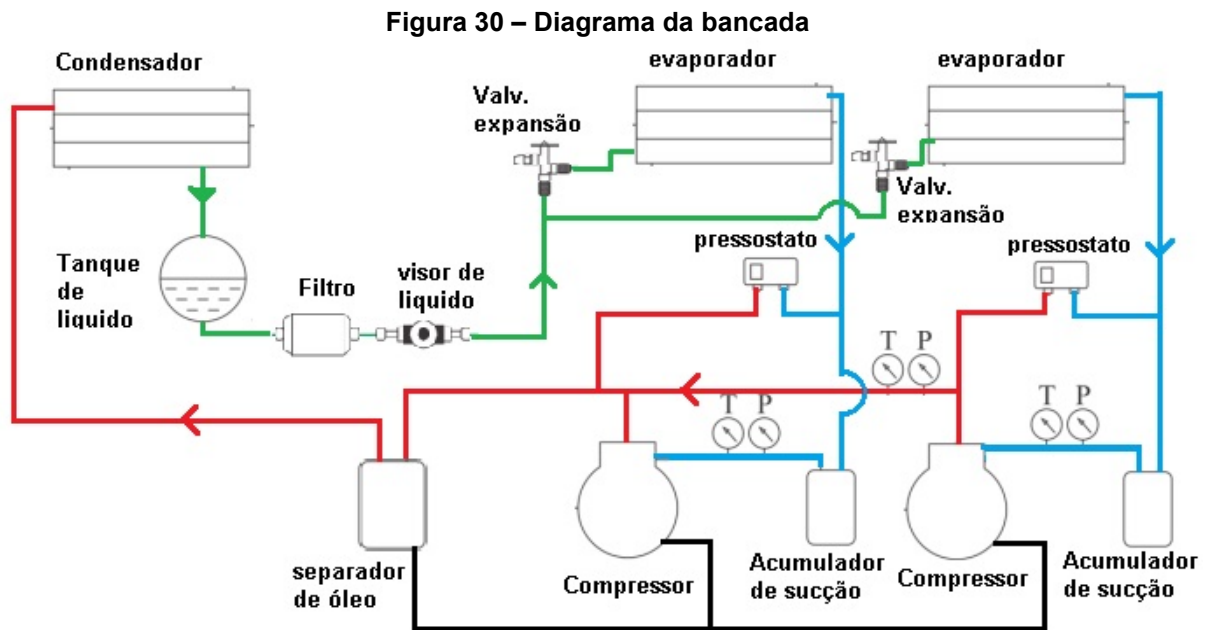 Figura 30 – Diagrama da bancada
Condensador
evaporador
evaporador
Valv.
expansão
Valv.
expansão
pressostato
pressostato
Tanque
de
liquido
Filtro
visor de
liquido
T P
T P
T P
separador
de óleo
Compressor
Acumulador
de sucção
Compressor
Acumulador
de sucção